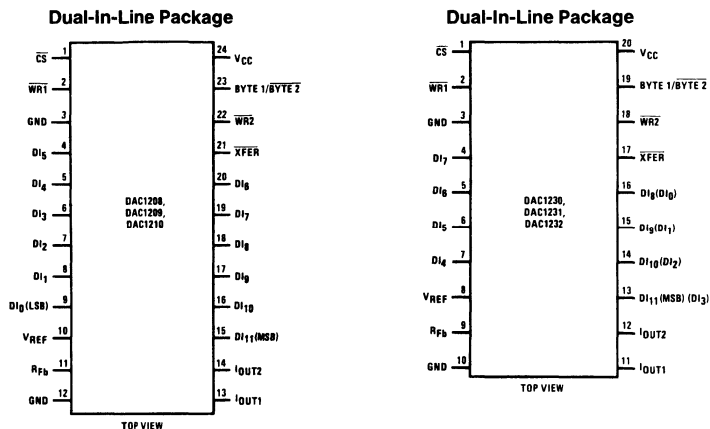 Dual-In-Line Package
CS 1
WR1 2
GND 3
DI5 4
DI4 5
DI3 6
DI2 7
DI1 8
DI0(LSB) 9
VREF 10
RFb 11
GND 12
DAC1208,
DAC1209,
DAC1210
24 VCC
23 BYTE 1/BYTE 2
22 WR2
21 XFER
20 DI6
19 DI7
18 DI8
17 DI9
16 DI10
15 DI11(MSB)
14 IOUT2
13 IOUT1
TOP VIEW
Dual-In-Line Package
CS 1
WR1 2
GND 3
DI7 4
DI6 5
DI5 6
DI4 7
VREF 8
RFb 9
GND 10
DAC1230,
DAC1231,
DAC1232
20 VCC
19 BYTE 1/BYTE 2
18 WR2
17 XFER
16 DI8(DI0)
15 DI9(DI1)
14 DI10(DI2)
13 DI11(MSB) (DI3)
12 IOUT2
11 IOUT1
TOP VIEW